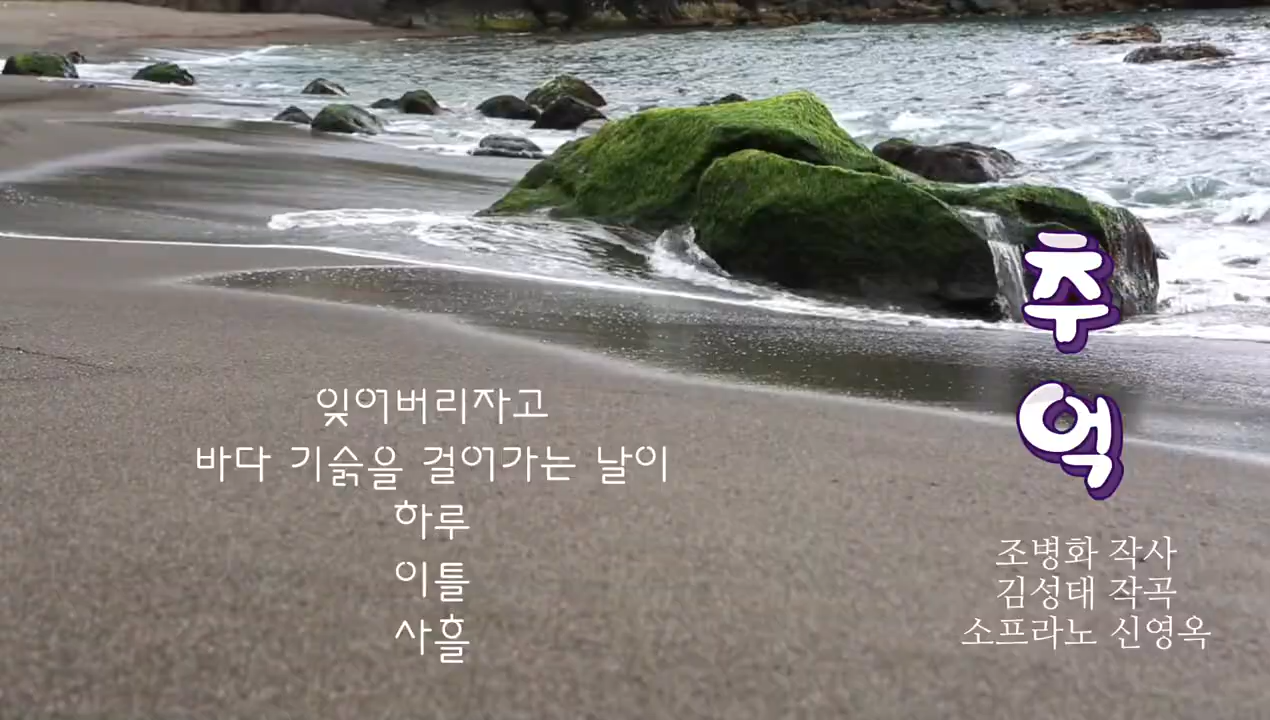 잊어버리자고
바다 기슭을 걸어가는 날이
하루
이틀
사흘
추
억
조병화 작사
김성태 작곡
소프라노 신영옥